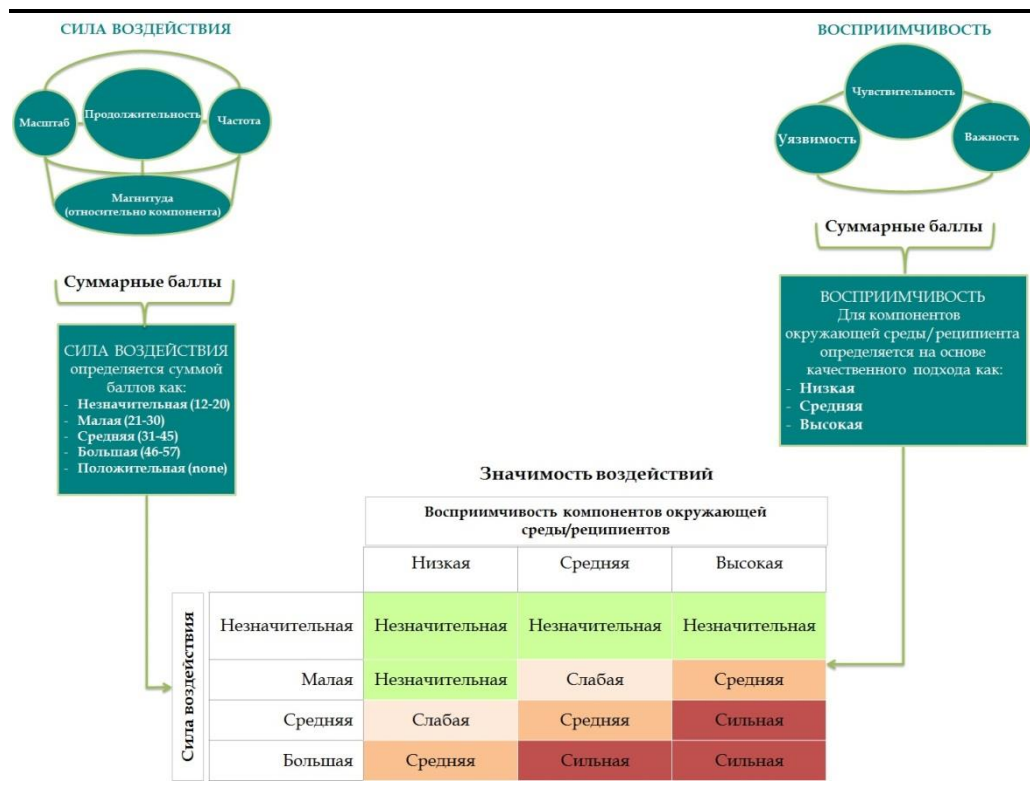 СИЛА ВОЗДЕЙСТВИЯ
Масштаб
Продолжительность
Частота
Магнитуда
(относительно компонента)
Суммарные баллы
СИЛА ВОЗДЕЙСТВИЯ
определяется суммой
баллов как:
- Незначительная (12-20)
- Малая (21-30)
- Средняя (31-45)
- Большая (46-57)
- Положительная (none)
ВОСПРИИМЧИВОСТЬ
Чувствительность
Уязвимость
Важность
Суммарные баллы
ВОСПРИИМЧИВОСТЬ
Для компонентов
окружающей среды/реципиента
определяется на основе
качественного подхода как:
- Низкая
- Средняя
- Высокая
Значимость воздействий
Восприимчивость компонентов окружающей
среды/реципиентов
Низкая Средняя Высокая
Сила воздействия
Незначительная Незначительная Незначительная Незначительная
Малая Незначительная Слабая Средняя
Средняя Слабая Средняя Сильная
Большая Средняя Сильная Сильная